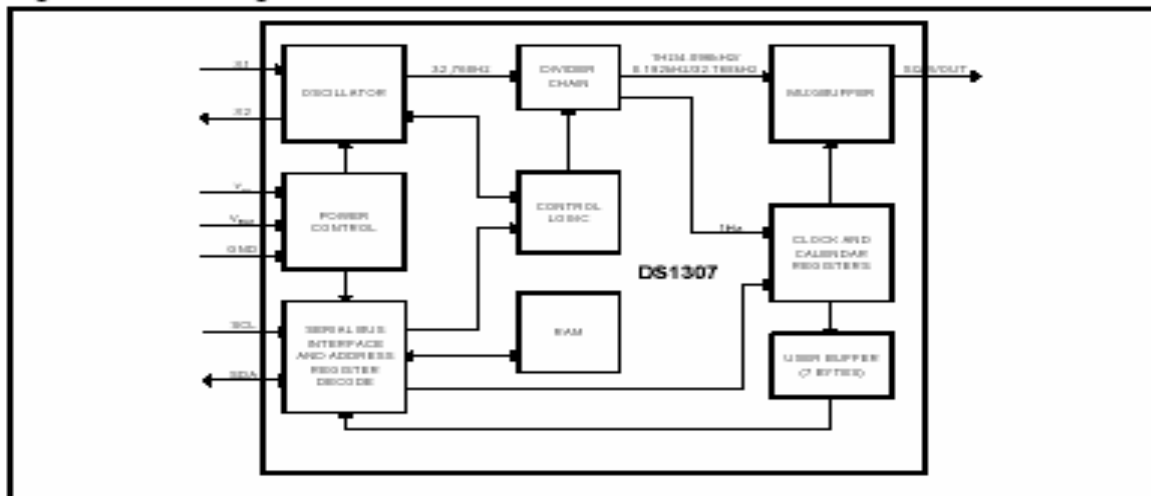 X1
32.768HZ
DIVIDER
CHAIN
OSCILLATOR
MUX/BUFFER
SQW/OUT
X2
POWER
CONTROL
CONTROL
LOGIC
GND
1Hz
CLOCK AND
CALENDAR
REGISTERS
DS1307
SCL
SERIAL BUS
INTERFACE
AND ADDRESS
REGISTER
DECODE
RAM
USER BUFFER
(7 BYTES)
SDA